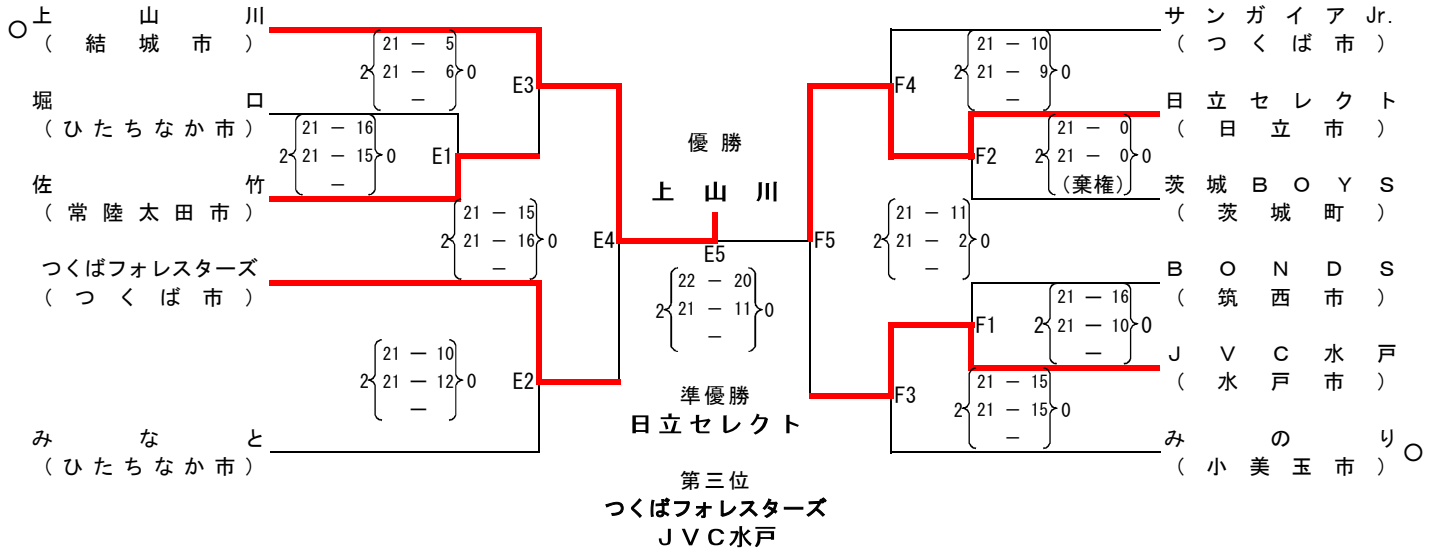 ○
上山川
(結城市)
21 － 5
2 21 － 6 0
－
E3
堀口
(ひたちなか市)
21 － 16
2 21 － 15 0
－
E1
佐竹
(常陸太田市)
21 － 15
2 21 － 16 0
－
E4
つくばフォレスターズ
(つくば市)
21 － 10
2 21 － 12 0
－
E2
みなと
(ひたちなか市)
優勝
上山川
E5
22 － 20
2 21 － 11 0
－
準優勝
日立セレクト
第三位
つくばフォレスターズ
ＪＶＣ水戸
サンガイアJr.
(つくば市)
21 － 10
2 21 － 9 0
－
F4
日立セレクト
(日立市)
21 － 0
2 21 － 0 0
(棄権)
F2
茨城ＢＯＹＳ
(茨城町)
21 － 11
2 21 － 2 0
－
F5
ＢＯＮＤＳ
(筑西市)
21 － 16
2 21 － 10 0
－
F1
ＪＶＣ水戸
(水戸市)
21 － 15
2 21 － 15 0
－
F3
みのり
(小美玉市)
○